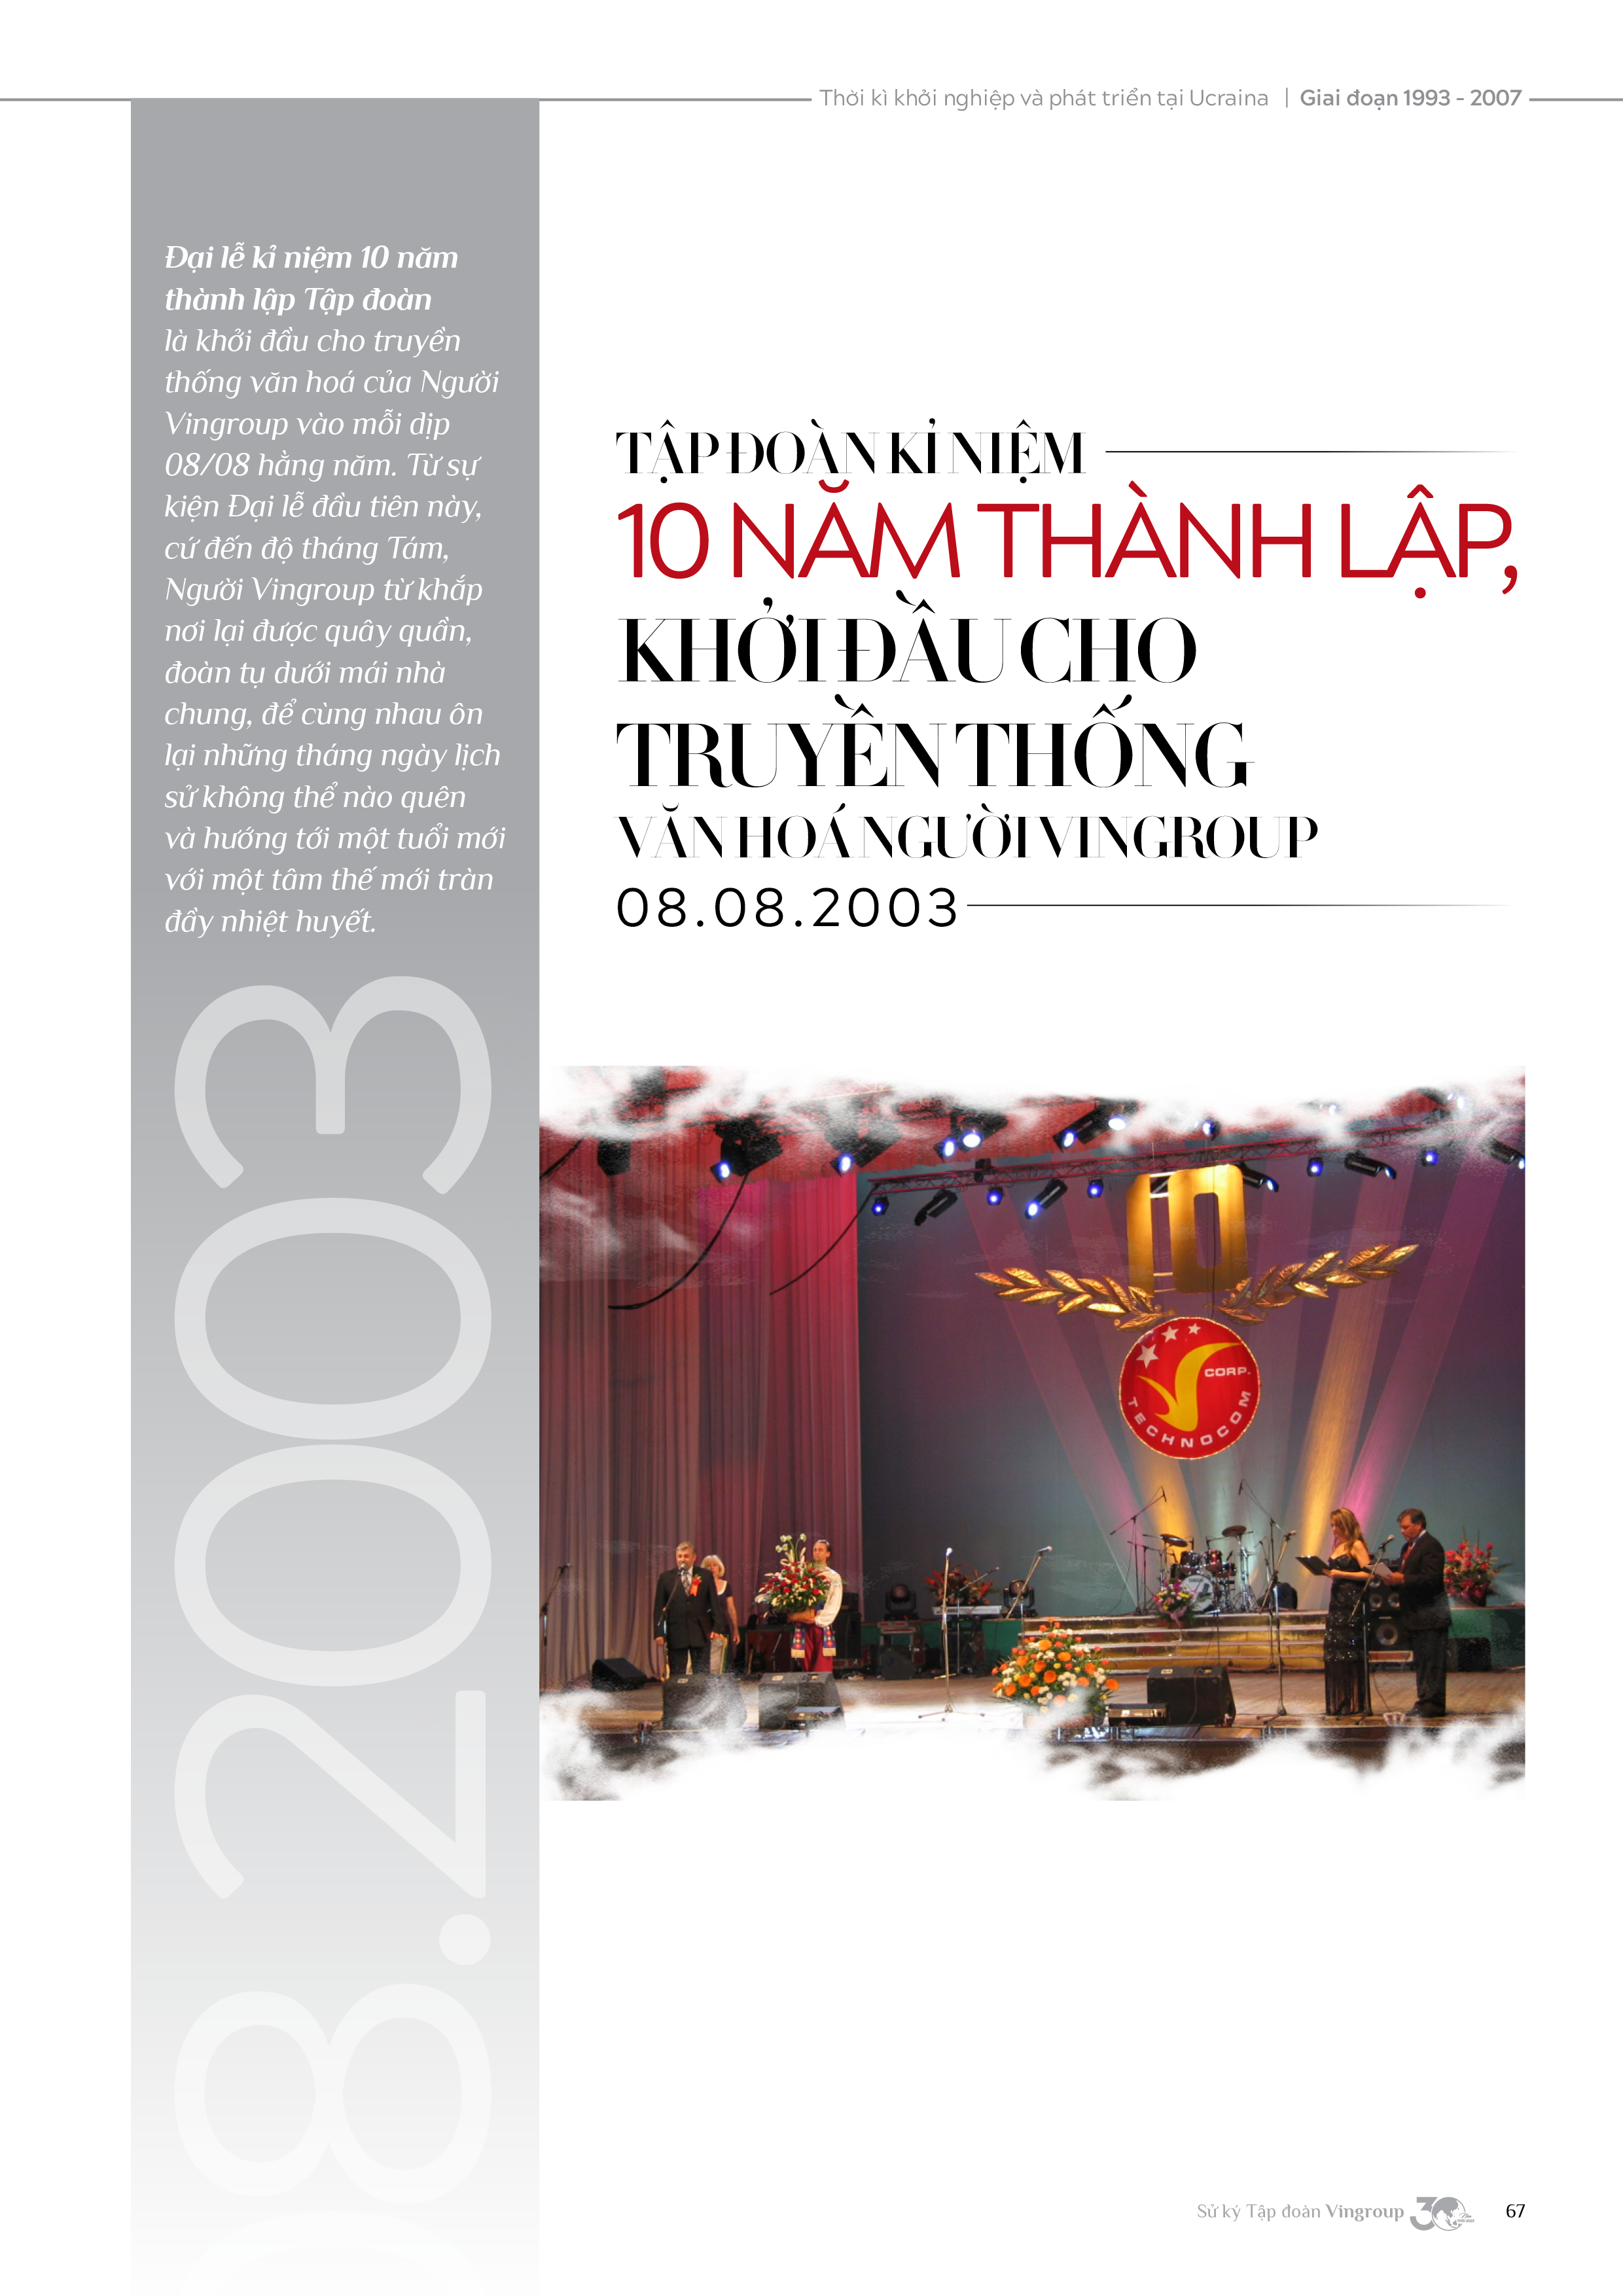 Thời kì khởi nghiệp và phát triển tại Ucraina | Giai đoạn 1993 - 2007
Đại lễ kỉ niệm 10 năm
thành lập Tập đoàn
là khởi đầu cho truyền
thống văn hoá của Người
Vingroup vào mỗi dịp
08/08 hằng năm. Từ sự
kiện Đại lễ đầu tiên này,
cứ đến độ tháng Tám,
Người Vingroup từ khắp
nơi lại được quây quần,
đoàn tụ dưới mái nhà
chung, để cùng nhau ôn
lại những tháng ngày lịch
sử không thể nào quên
và hướng tới một tuổi mới
với một tâm thế mới tràn
đầy nhiệt huyết.
08.2003
TẬP ĐOÀN KỈ NIỆM
10 NĂM THÀNH LẬP,
KHỞI ĐẦU CHO
TRUYỀN THỐNG
VĂN HOÁ NGƯỜI VINGROUP
08.08.2003
10
CORP.
TECHNOCOM
Sử ký Tập đoàn Vingroup 30 67